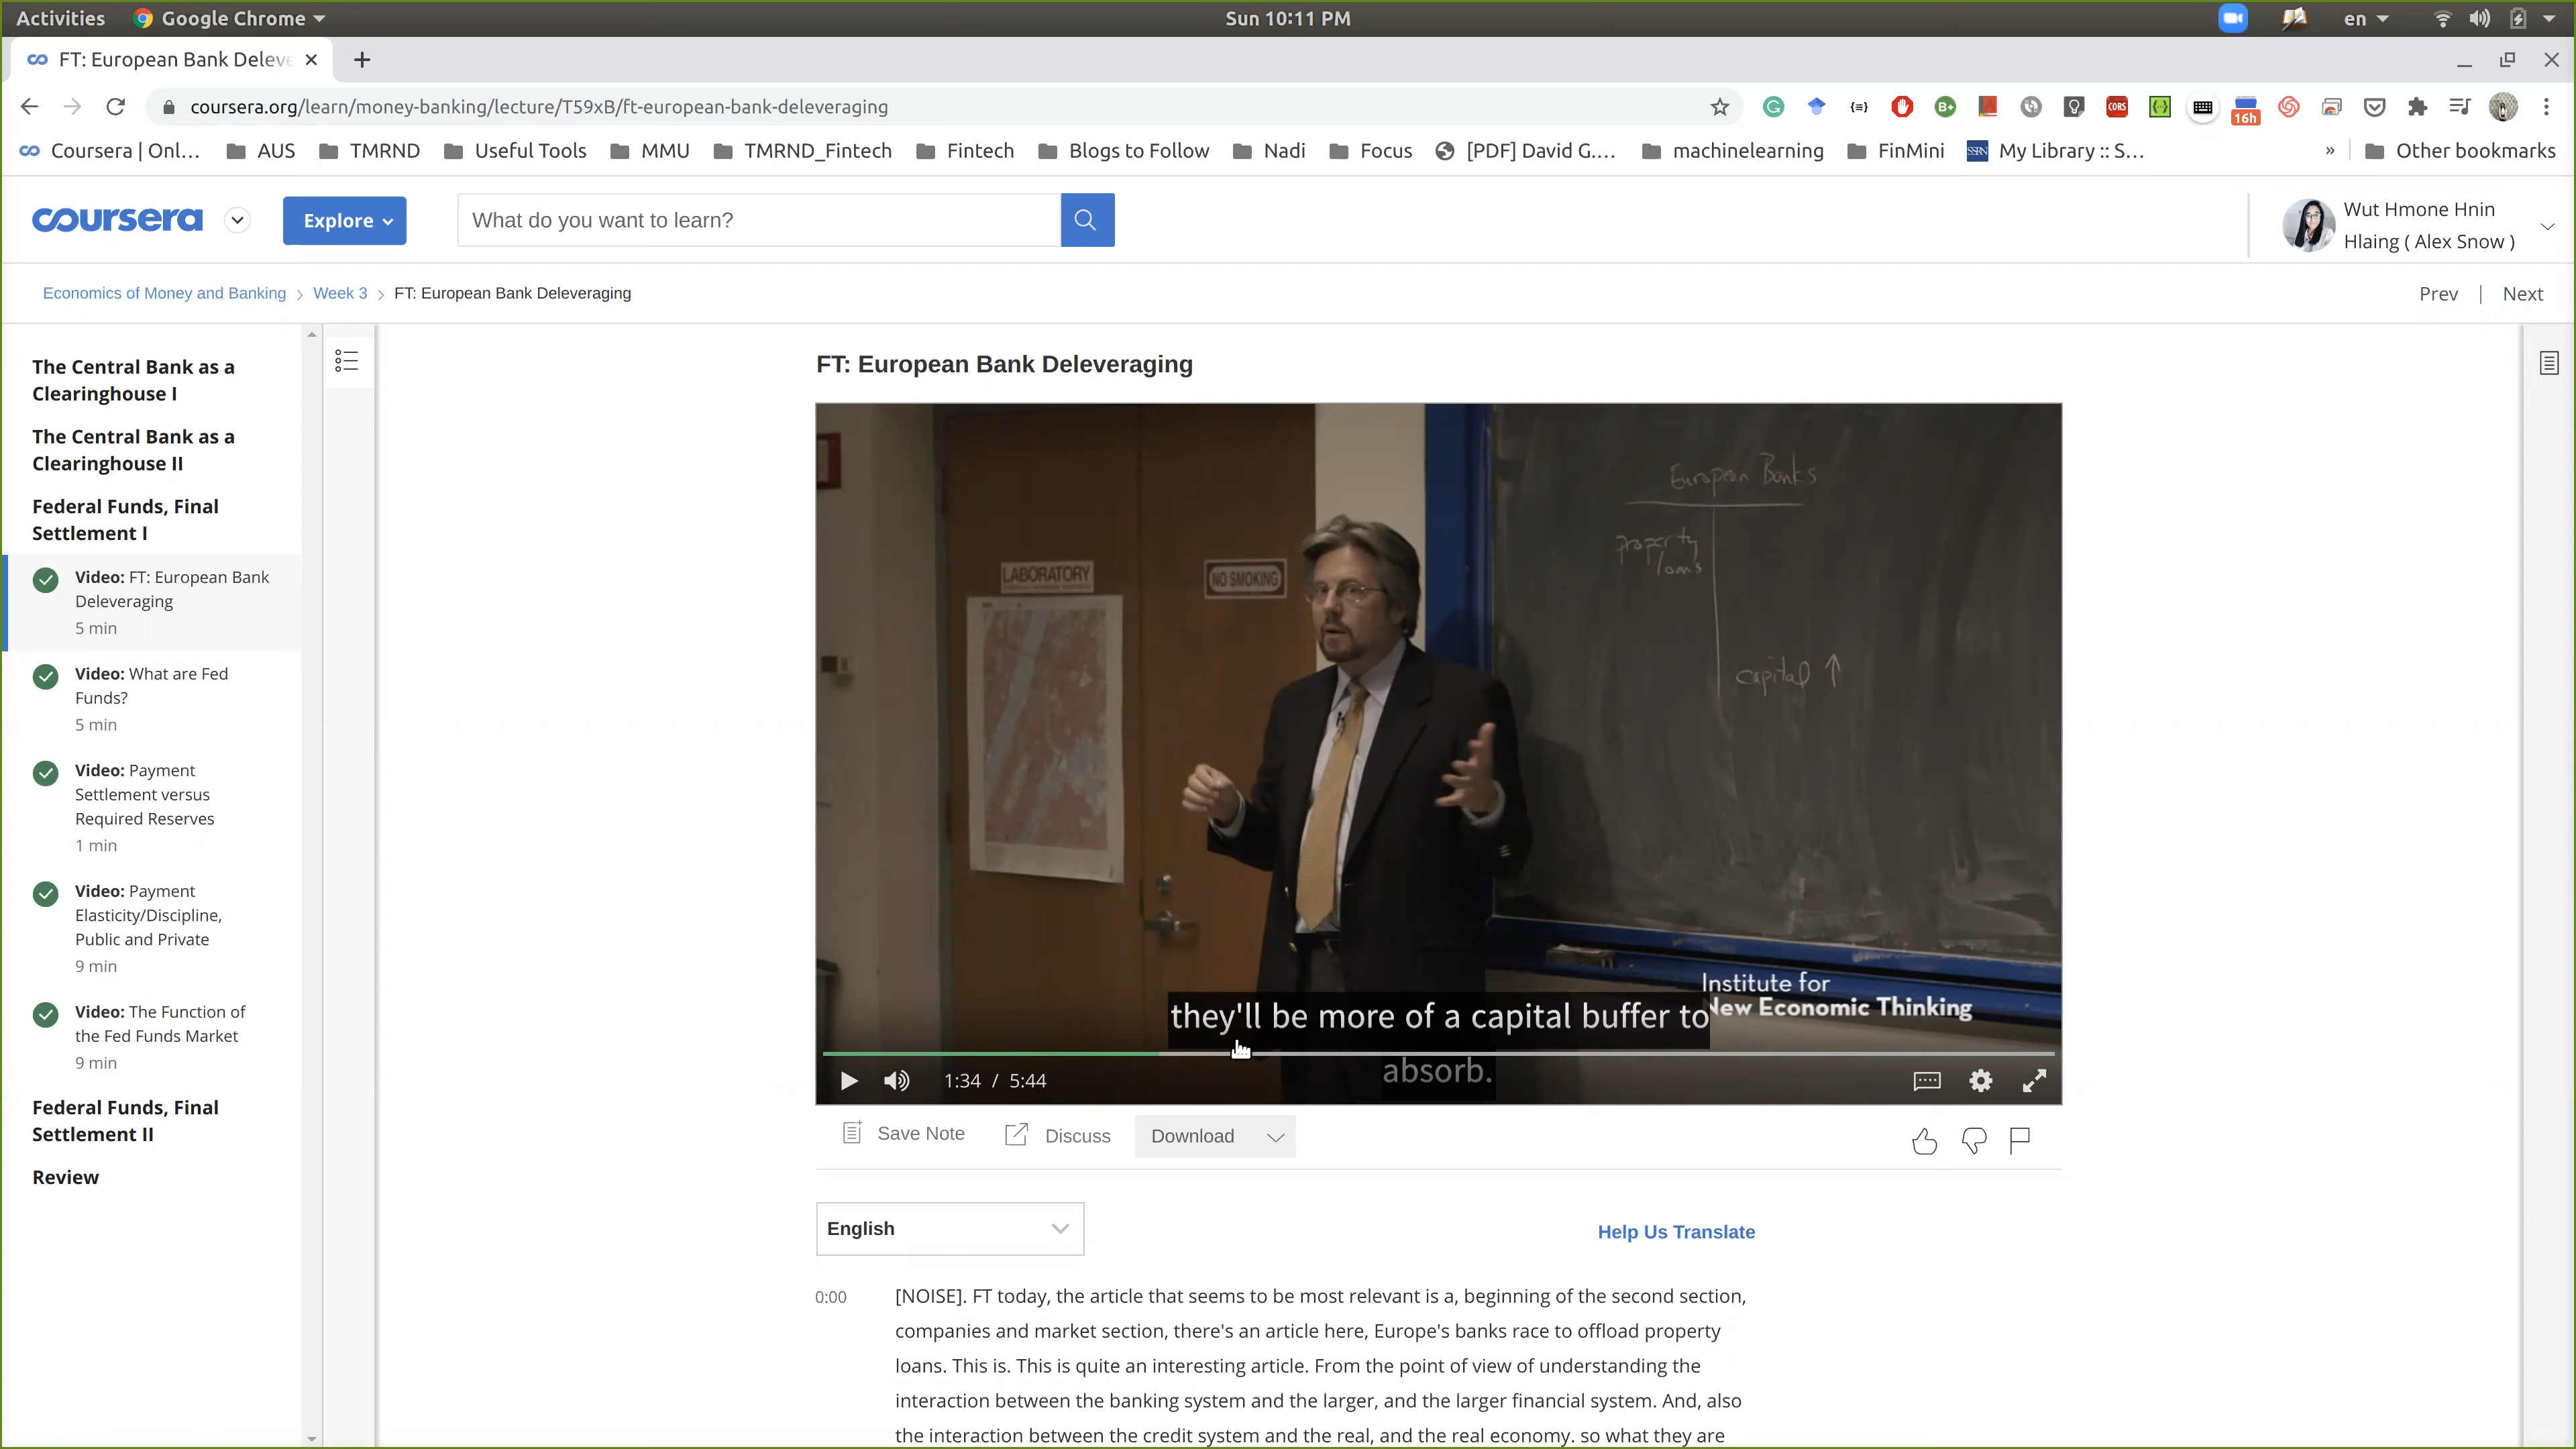 Activities
Google Chrome
Sun 10:11 PM
en
FT: European Bank Deleve
coursera.org/learn/money-banking/lecture/T59xB/ft-european-bank-deleveraging
CORS
16h
Coursera | Onl...
AUS
TMRND
Useful Tools
MMU
TMRND_Fintech
Fintech
Blogs to Follow
Nadi
Focus
[PDF] David G....
machinelearning
FinMini
SSRN
My Library :: S...
»
Other bookmarks
coursera
Explore
What do you want to learn?
Wut Hmone Hnin
Hlaing ( Alex Snow )
Economics of Money and Banking > Week 3 > FT: European Bank Deleveraging
Prev | Next
The Central Bank as a
Clearinghouse I
The Central Bank as a
Clearinghouse II
Federal Funds, Final
Settlement I
Video: FT: European Bank
Deleveraging
5 min
Video: What are Fed
Funds?
5 min
Video: Payment
Settlement versus
Required Reserves
1 min
Video: Payment
Elasticity/Discipline,
Public and Private
9 min
Video: The Function of
the Fed Funds Market
9 min
Federal Funds, Final
Settlement II
Review
FT: European Bank Deleveraging
European Banks
property
loans
capital ↑
LABORATORY
NO SMOKING
Institute for
New Economic Thinking
they'll be more of a capital buffer to
absorb.
1:34 / 5:44
Save Note
Discuss
Download
English
Help Us Translate
0:00
[NOISE]. FT today, the article that seems to be most relevant is a, beginning of the second section,
companies and market section, there's an article here, Europe's banks race to offload property
loans. This is. This is quite an interesting article. From the point of view of understanding the
interaction between the banking system and the larger, and the larger financial system. And, also
the interaction between the credit system and the real, and the real economy. so what they are